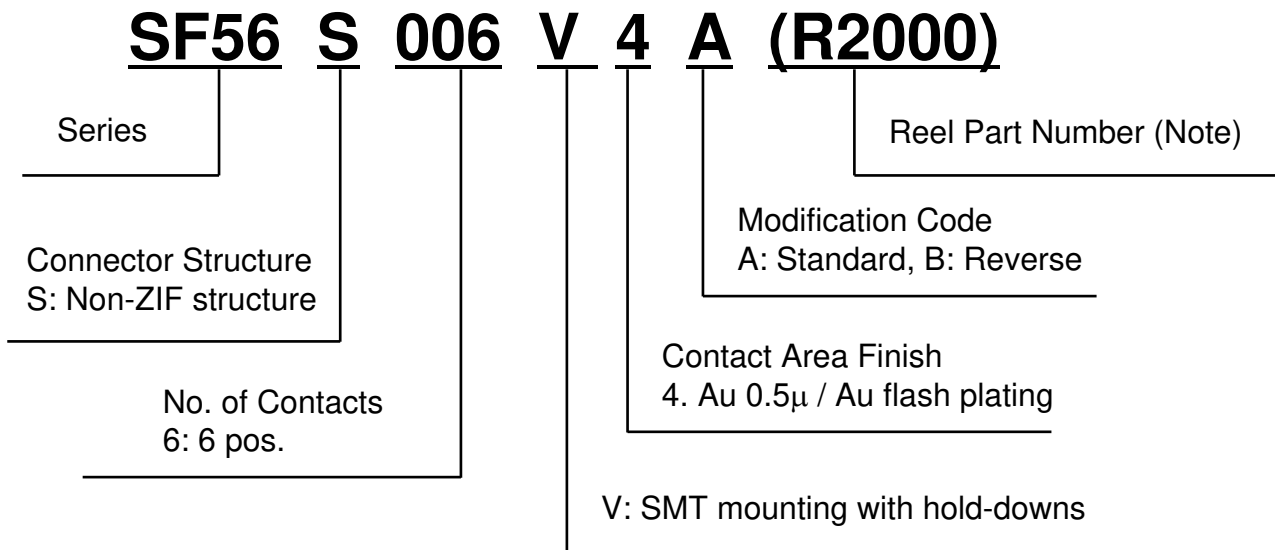 SF56 S 006 V 4 A (R2000)
Series
Reel Part Number (Note)
Modification Code
A: Standard, B: Reverse
Connector Structure
S: Non-ZIF structure
Contact Area Finish
4. Au 0.5μ / Au flash plating
No. of Contacts
6: 6 pos.
V: SMT mounting with hold-downs